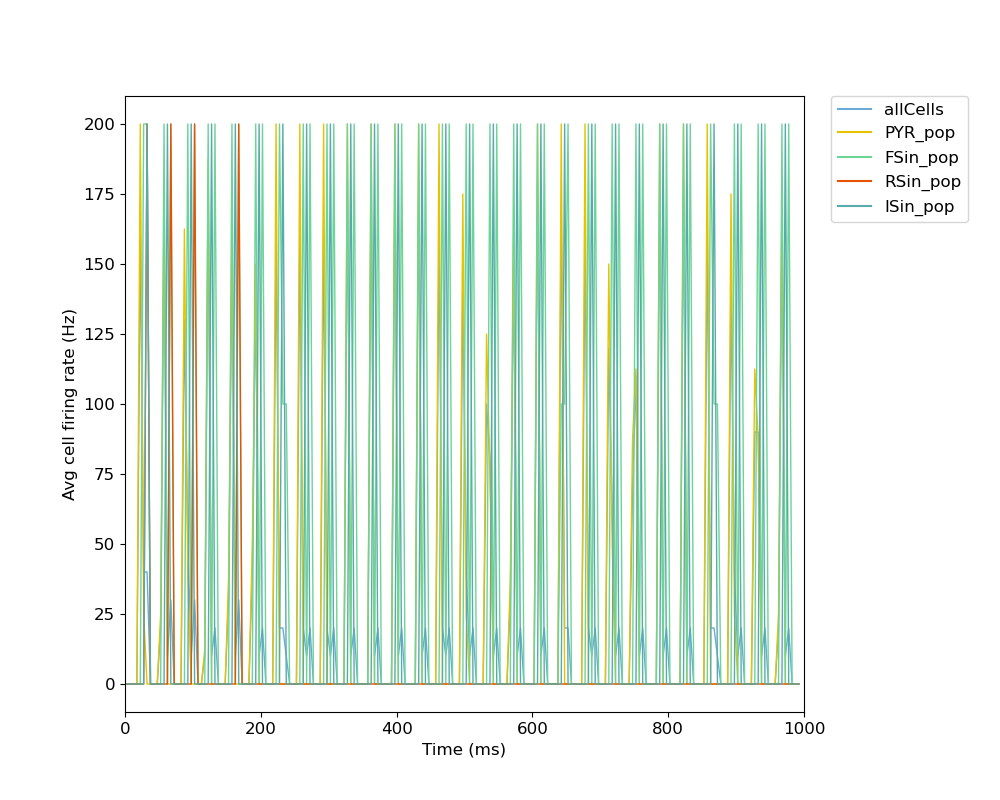 200
175
150
125
100
75
50
25
0
Avg cell firing rate (Hz)
0 200 400 600 800 1000
Time (ms)
allCells
PYR_pop
FSin_pop
RSin_pop
ISin_pop